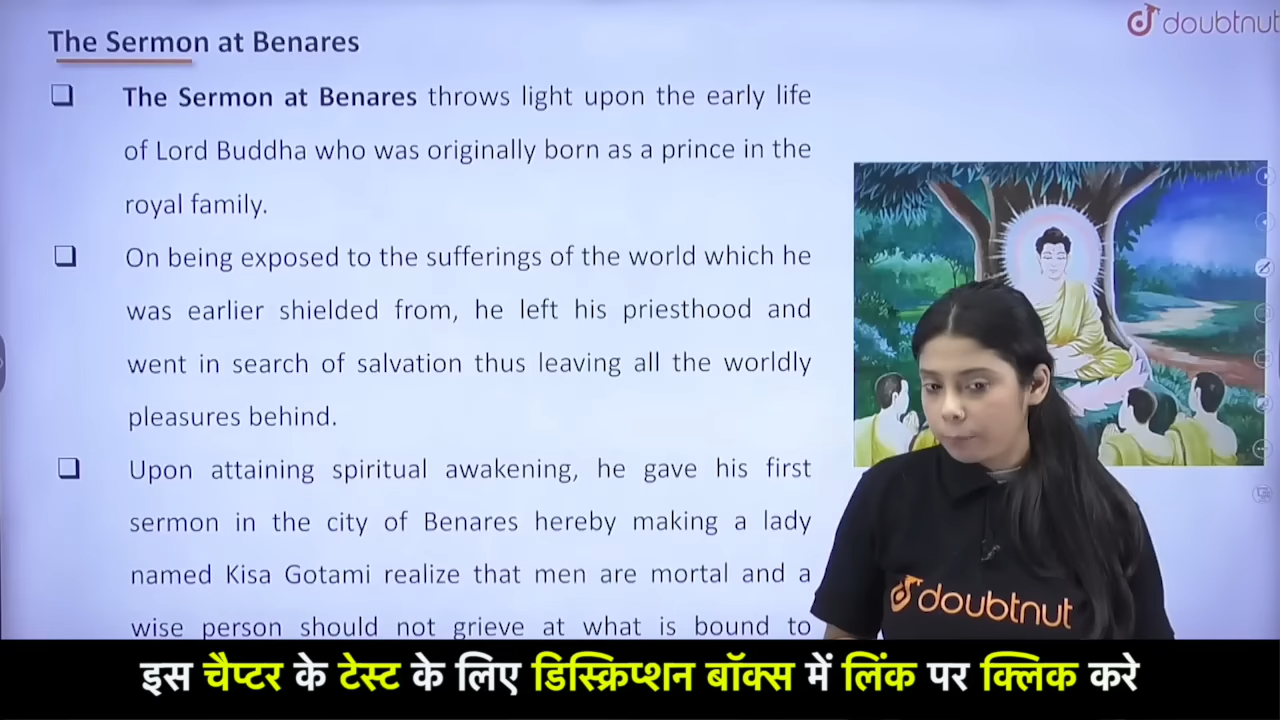 The Sermon at Benares
doubtnut
The Sermon at Benares throws light upon the early life
of Lord Buddha who was originally born as a prince in the
royal family.
On being exposed to the sufferings of the world which he
was earlier shielded from, he left his priesthood and
went in search of salvation thus leaving all the worldly
pleasures behind.
Upon attaining spiritual awakening, he gave his first
sermon in the city of Benares hereby making a lady
named Kisa Gotami realize that men are mortal and a
wise person should not grieve at what is bound to
doubtnut
इस चैप्टर के टेस्ट के लिए डिस्क्रिप्शन बॉक्स में लिंक पर क्लिक करे